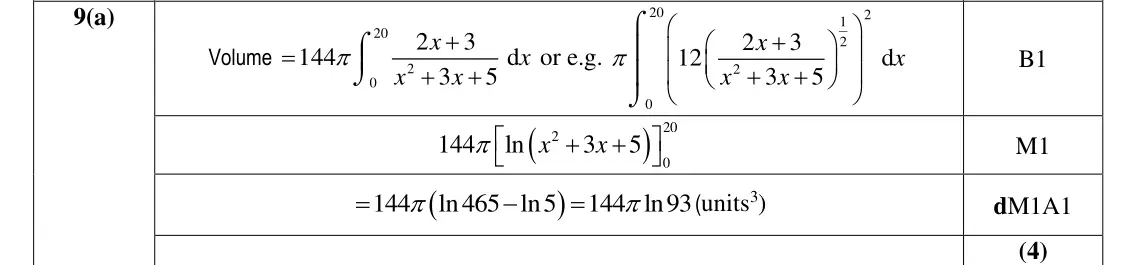 9(a)
Volume = 144π ∫₀²⁰ (2x + 3)/(x² + 3x + 5) dx or e.g. π ∫₀²⁰ (12((2x + 3)/(x² + 3x + 5))^(1/2))² dx B1
144π [ln(x² + 3x + 5)]₀²⁰ M1
= 144π (ln 465 − ln 5) = 144π ln 93 (units³) dM1A1
(4)